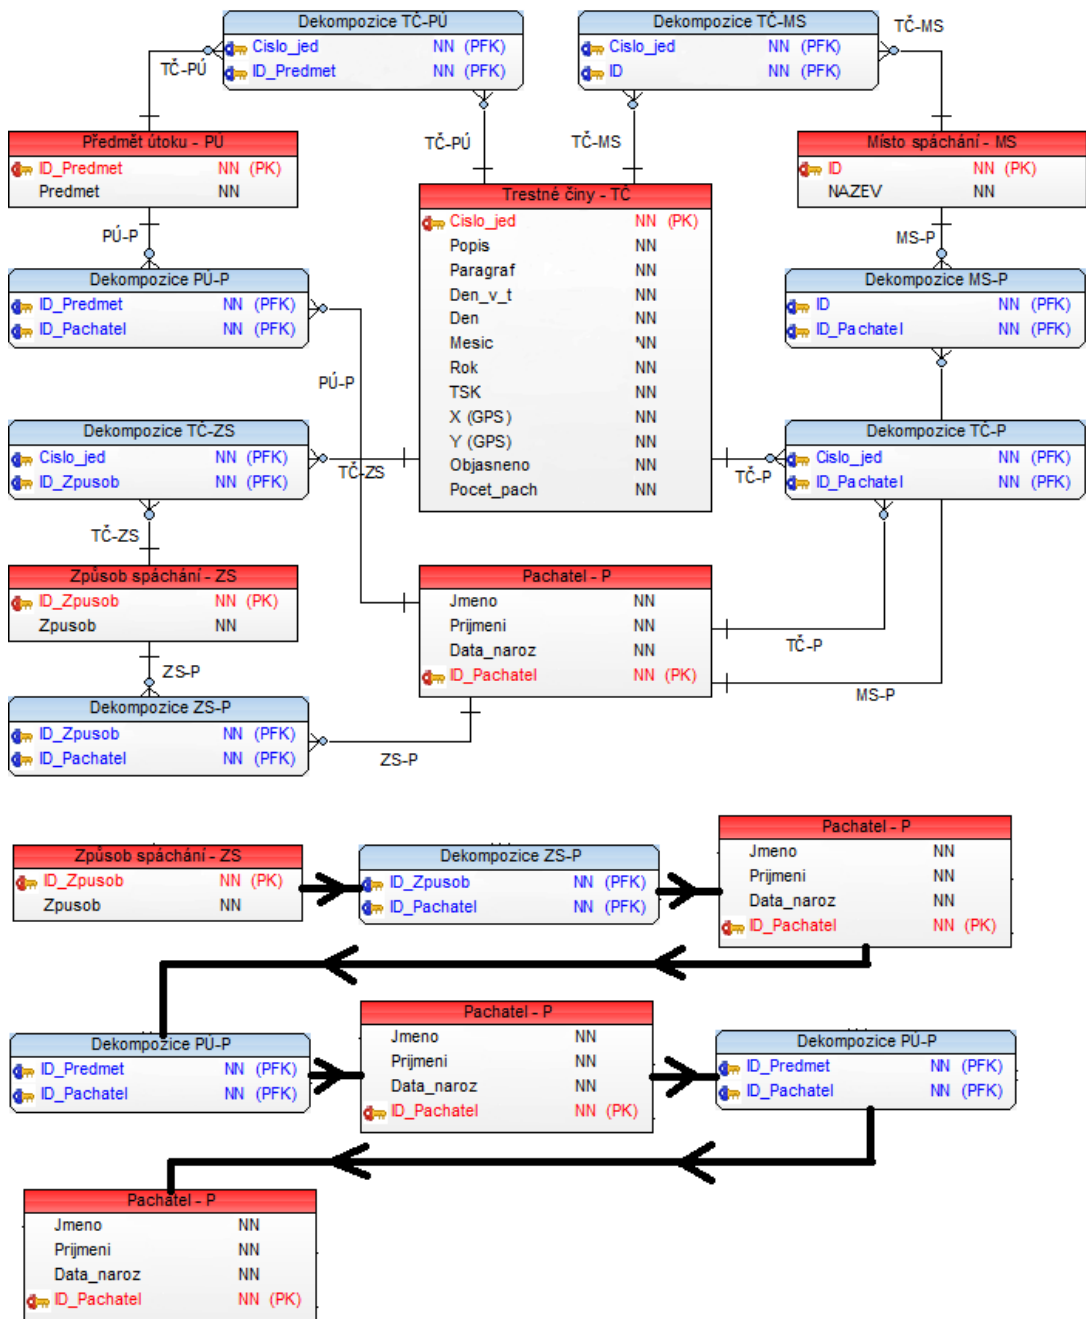 Dekompozice TČ-PÚ
Cislo_jed NN (PFK)
ID_Predmet NN (PFK)
Dekompozice TČ-MS
Cislo_jed NN (PFK)
ID NN (PFK)
TČ-MS
TČ-PÚ
TČ-PÚ
TČ-MS
Předmět útoku - PÚ
ID_Predmet NN (PK)
Predmet NN
Místo spáchání - MS
ID NN (PK)
NAZEV NN
Trestné činy - TČ
Cislo_jed NN (PK)
Popis NN
Paragraf NN
Den_v_t NN
Den NN
Mesic NN
Rok NN
TSK NN
X (GPS) NN
Y (GPS) NN
Objasneno NN
Pocet_pach NN
PÚ-P
MS-P
Dekompozice PÚ-P
ID_Predmet NN (PFK)
ID_Pachatel NN (PFK)
Dekompozice MS-P
ID NN (PFK)
ID_Pachatel NN (PFK)
PÚ-P
Dekompozice TČ-ZS
Cislo_jed NN (PFK)
ID_Zpusob NN (PFK)
TČ-ZS
Dekompozice TČ-P
Cislo_jed NN (PFK)
ID_Pachatel NN (PFK)
TČ-P
TČ-ZS
Způsob spáchání - ZS
ID_Zpusob NN (PK)
Zpusob NN
Pachatel - P
Jmeno NN
Prijmeni NN
Data_naroz NN
ID_Pachatel NN (PK)
TČ-P
MS-P
ZS-P
Dekompozice ZS-P
ID_Zpusob NN (PFK)
ID_Pachatel NN (PFK)
ZS-P
Způsob spáchání - ZS
ID_Zpusob NN (PK)
Zpusob NN
Dekompozice ZS-P
ID_Zpusob NN (PFK)
ID_Pachatel NN (PFK)
Pachatel - P
Jmeno NN
Prijmeni NN
Data_naroz NN
ID_Pachatel NN (PK)
Dekompozice PÚ-P
ID_Predmet NN (PFK)
ID_Pachatel NN (PFK)
Pachatel - P
Jmeno NN
Prijmeni NN
Data_naroz NN
ID_Pachatel NN (PK)
Dekompozice PÚ-P
ID_Predmet NN (PFK)
ID_Pachatel NN (PFK)
Pachatel - P
Jmeno NN
Prijmeni NN
Data_naroz NN
ID_Pachatel NN (PK)